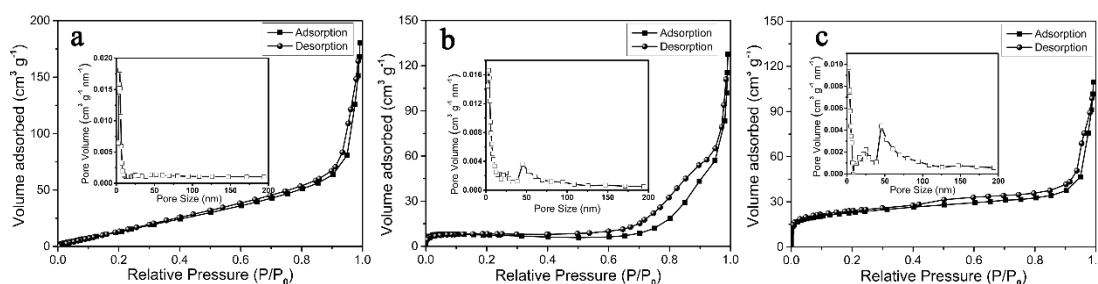 a
Adsorption
Desorption
Volume adsorbed (cm³ g⁻¹)
200
150
125
100
75
50
25
0
0.0 0.2 0.4 0.6 0.8 1.0
Relative Pressure (P/P₀)
Pore Volume (cm³ g⁻¹ nm⁻¹)
0.020
0.015
0.010
0.005
0.000
0 50 100 150 200
Pore Size (nm)
b
Adsorption
Desorption
Volume adsorbed (cm³ g⁻¹)
150
120
90
60
30
0
0.0 0.2 0.4 0.6 0.8 1.0
Relative Pressure (P/P₀)
Pore Volume (cm³ g⁻¹ nm⁻¹)
0.016
0.012
0.008
0.004
0.000
0 50 100 150 200
Pore Size (nm)
c
Adsorption
Desorption
Volume adsorbed (cm³ g⁻¹)
150
120
90
60
30
0
0.0 0.2 0.4 0.6 0.8 1.0
Relative Pressure (P/P₀)
Pore Volume (cm³ g⁻¹ nm⁻¹)
0.010
0.008
0.006
0.004
0.002
0.000
0 50 100 150 200
Pore Size (nm)